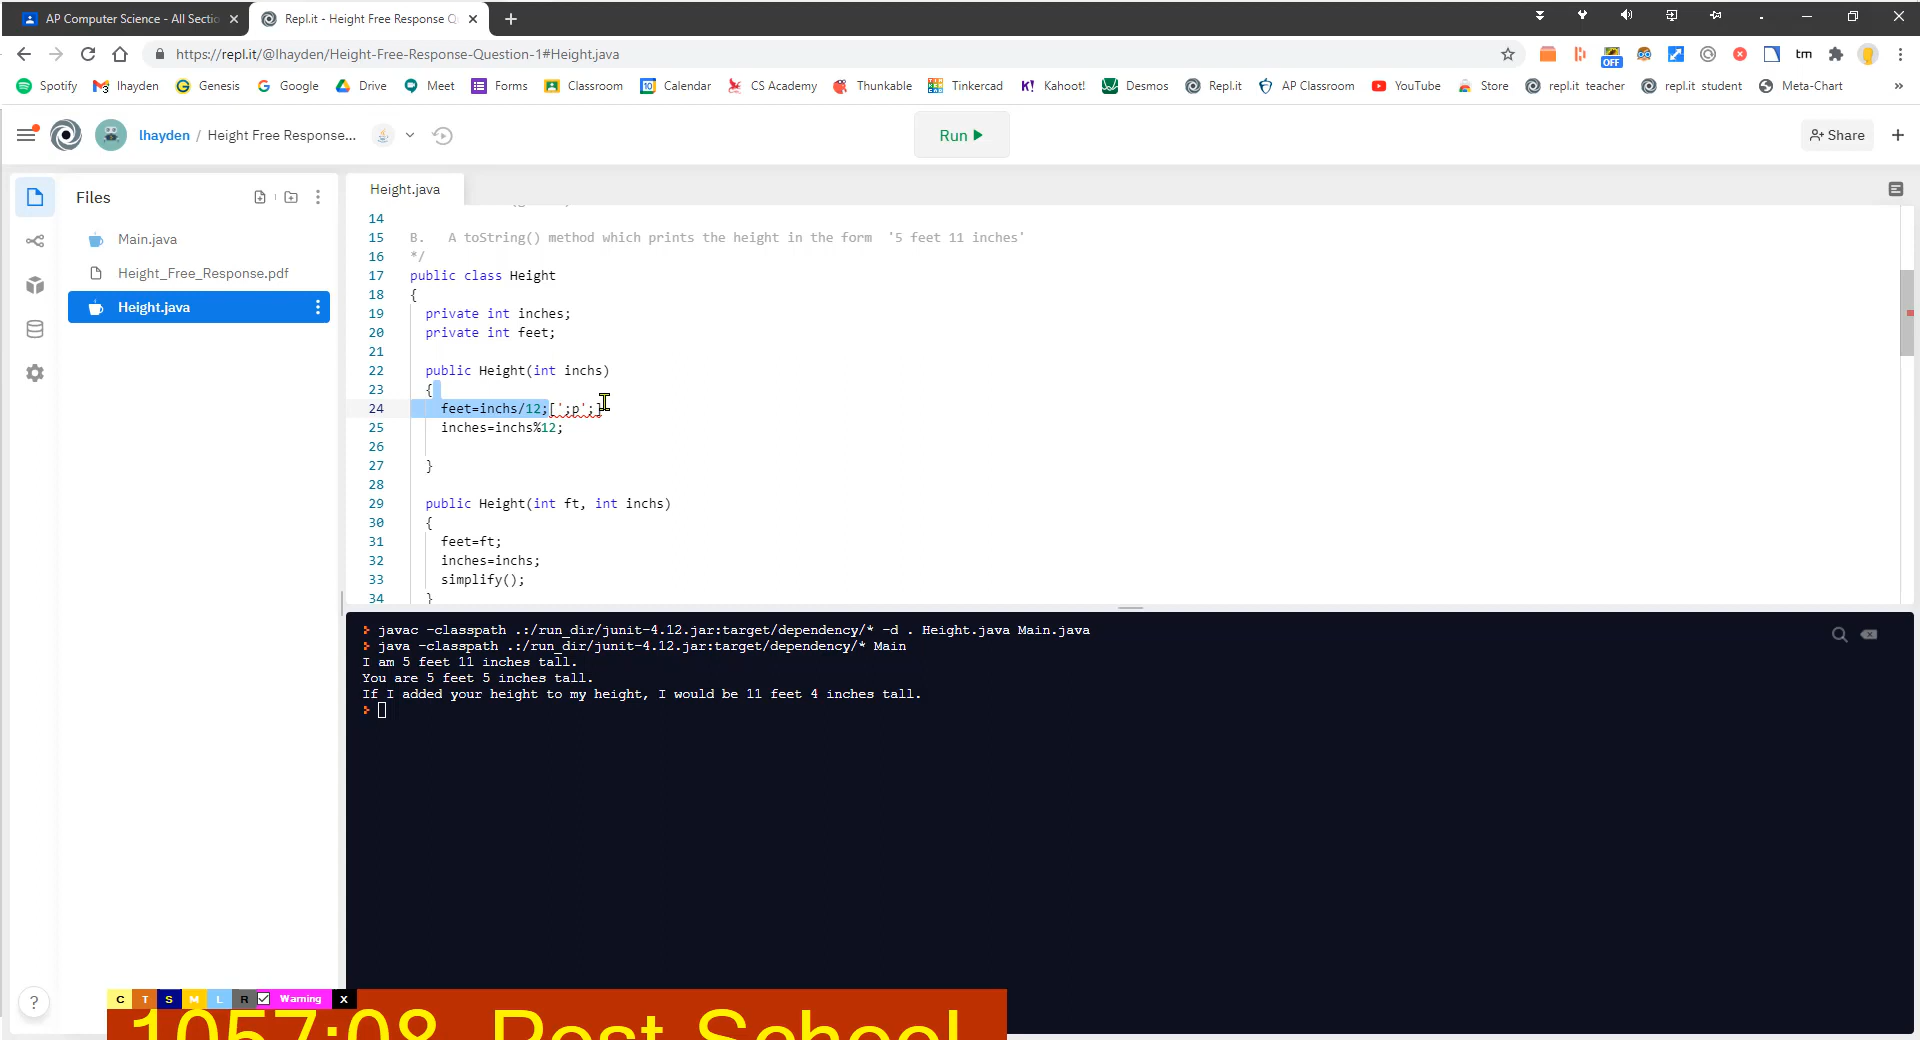 AP Computer Science - All Sectio
Repl.it - Height Free Response Q
https://repl.it/@lhayden/Height-Free-Response-Question-1#Height.java
OFF
tm
Spotify
lhayden
Genesis
Google
Drive
Meet
Forms
Classroom
10 Calendar
CS Academy
Thunkable
Tinkercad
K! Kahoot!
Desmos
Repl.it
AP Classroom
YouTube
Store
repl.it teacher
repl.it student
Meta-Chart
»
lhayden / Height Free Response...
Run
Share
Files
Main.java
Height_Free_Response.pdf
Height.java
Height.java
14
15 B.   A toString() method which prints the height in the form  '5 feet 11 inches'
16 */
17 public class Height
18 {
19   private int inches;
20   private int feet;
21
22   public Height(int inchs)
23   {
24     feet=inchs/12;[';p';]
25     inches=inchs%12;
26
27   }
28
29   public Height(int ft, int inchs)
30   {
31     feet=ft;
32     inches=inchs;
33     simplify();
34   }
> javac -classpath .:/run_dir/junit-4.12.jar:target/dependency/* -d . Height.java Main.java
> java -classpath .:/run_dir/junit-4.12.jar:target/dependency/* Main
I am 5 feet 11 inches tall.
You are 5 feet 5 inches tall.
If I added your height to my height, I would be 11 feet 4 inches tall.
>
?
C T S M L R Warning X
1057:08 Post School